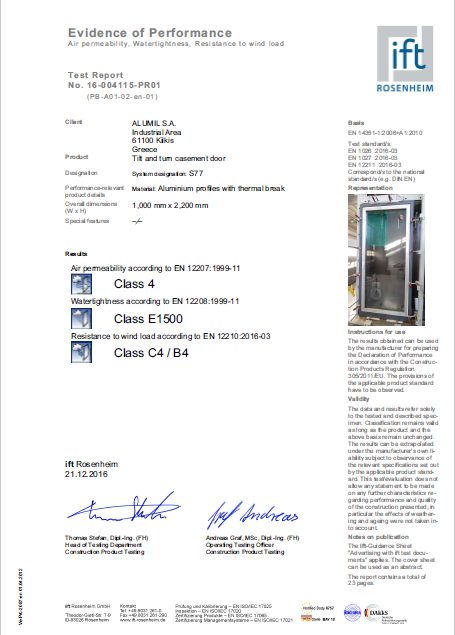 Evidence of Performance
Air permeability, Watertightness, Resistance to wind load
Test Report
No. 16-004115-PR01
(PB-A01-02-en-01)
ift
ROSENHEIM
Client
ALUMIL S.A.
Industrial Area
61100 Kilkis
Greece
Product
Tilt and turn casement door
Designation
System designation: S77
Performance-relevant
product details
Material: Aluminium profiles with thermal break
Overall dimensions
(W x H)
1,000 mm x 2,200 mm
Special features
-/-
Results
Air permeability according to EN 12207:1999-11
Class 4
Watertightness according to EN 12208:1999-11
Class E1500
Resistance to wind load according to EN 12210:2016-03
Class C4 / B4
ift Rosenheim
21.12.2016
Thomas Stefan, Dipl.-Ing. (FH)
Head of Testing Department
Construction Product Testing
Andreas Graf, MSc, Dipl.-Ing. (FH)
Operating Testing Officer
Construction Product Testing
Basis
EN 14351-1:2006+A1:2010
Test standard/s:
EN 1026 :2016-03
EN 1027 :2016-03
EN 12211 :2016-03
Correspond/s to the national
standard/s (e.g. DIN EN)
Representation
Instructions for use
The results obtained can be used
by the manufacturer for preparing
the Declaration of Performance
in accordance with the Construc-
tion Products Regulation
305/2011/EU. The provisions of
the applicable product standard
have to be observed.
Validity
The data and results refer solely
to the tested and described spec-
imen. Classification remains valid
as long as the product and the
above basis remain unchanged.
The results can be extrapolated
under the manufacturer's own li-
ability subject to observance of
the relevant specifications set out
by the applicable product stand-
ard. This test/evaluation does not
allow any statement to be made
on any further characteristics re-
garding performance and quality
of the construction presented; in
particular the effects of weather-
ing and ageing were not taken in-
to account.
Notes on publication
The ift-Guidance Sheet
"Advertising with ift test docu-
ments" applies. The cover sheet
can be used as an abstract.
The report contains a total of
23 pages.
ift Rosenheim GmbH
Theodor-Gietl-Str. 7-9
D-83026 Rosenheim
Kontakt
Tel. +49.8031.261-0
Fax +49.8031.261-290
www.ift-rosenheim.de
Prüfung und Kalibrierung – EN ISO/IEC 17025
Inspektion – EN ISO/IEC 17020
Zertifizierung Produkte – EN ISO/IEC 17065
Zertifizierung Managementsysteme – EN ISO/IEC 17021
Notified Body 0757
DAkkS